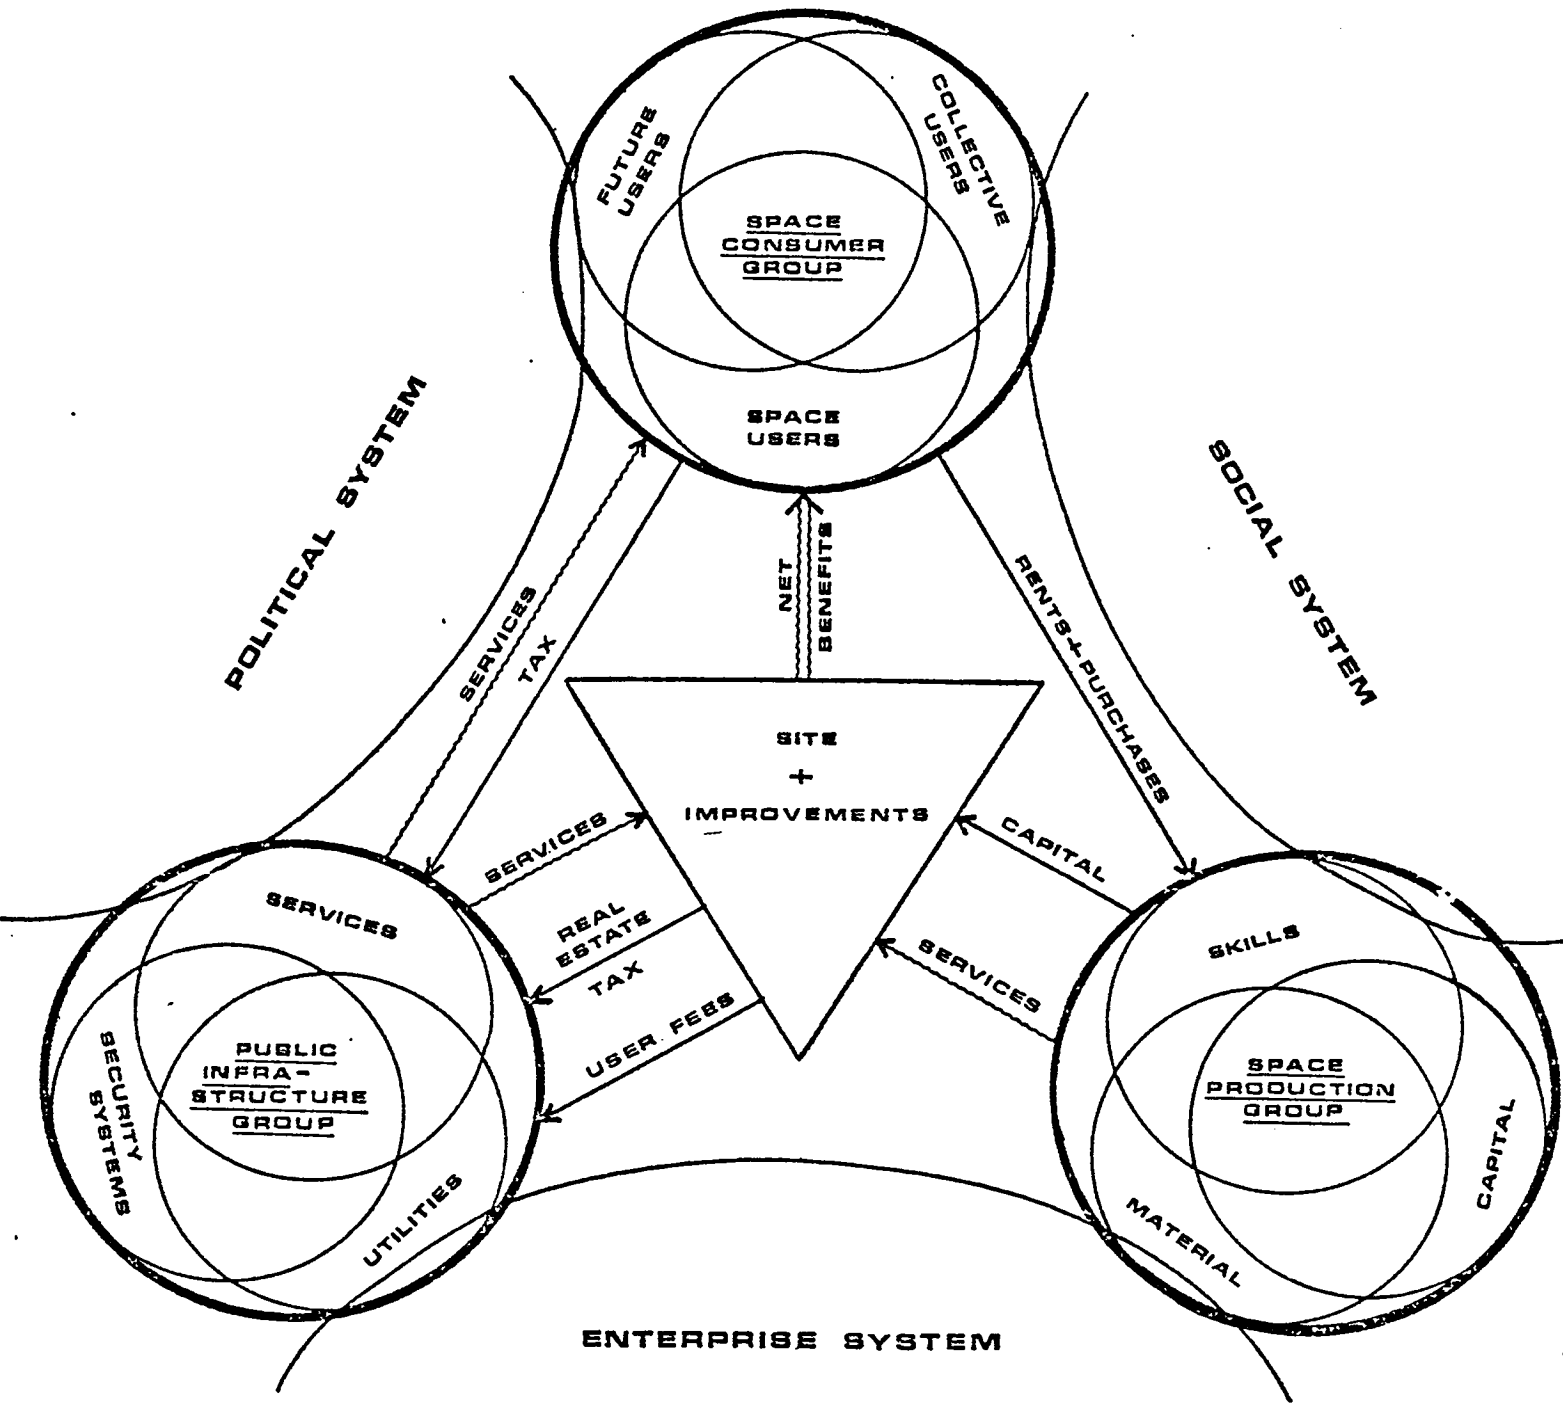 FUTURE
USERS
COLLECTIVE
USERS
SPACE
CONSUMER
GROUP
SPACE
USERS
POLITICAL SYSTEM
SOCIAL SYSTEM
SERVICES
TAX
NET
BENEFITS
RENTS + PURCHASES
SITE
+
IMPROVEMENTS
SERVICES
REAL
ESTATE
TAX
USER FEES
CAPITAL
SERVICES
SERVICES
SECURITY
SYSTEMS
PUBLIC
INFRA-
STRUCTURE
GROUP
UTILITIES
SKILLS
SPACE
PRODUCTION
GROUP
CAPITAL
MATERIAL
ENTERPRISE SYSTEM